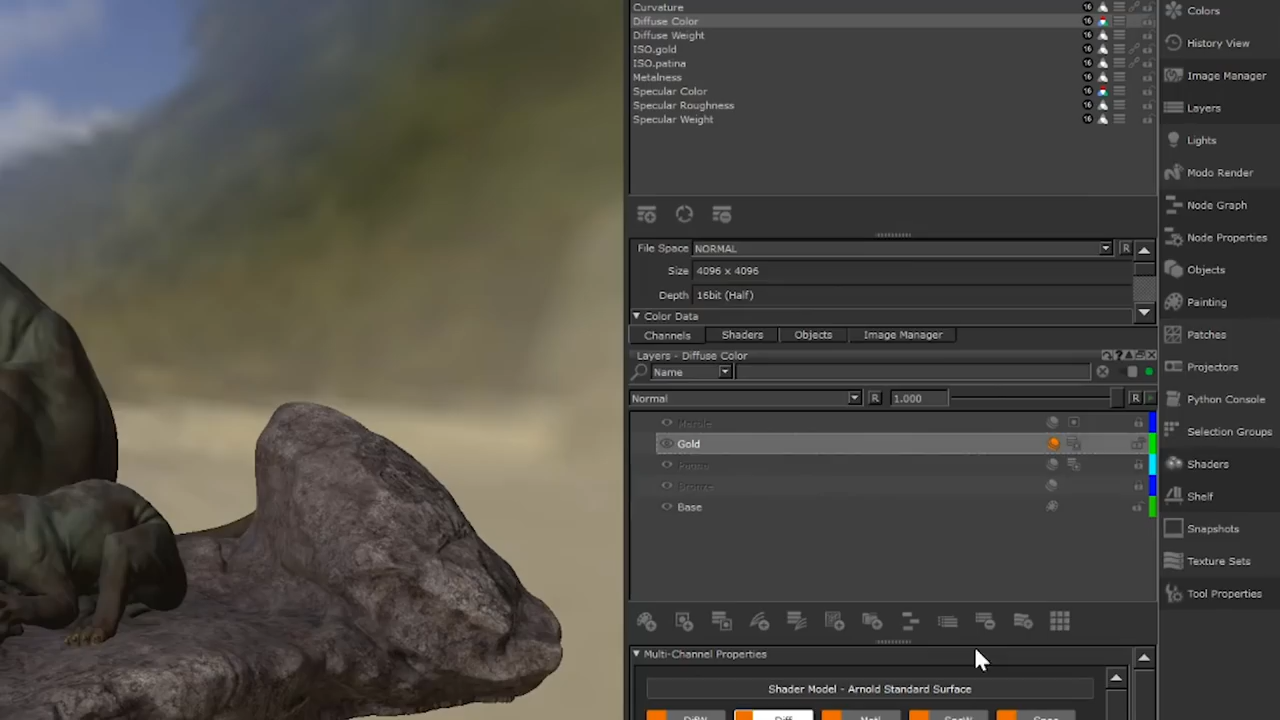 Curvature
Diffuse Color
Diffuse Weight
ISO.gold
ISO.patina
Metalness
Specular Color
Specular Roughness
Specular Weight
File Space NORMAL R
Size 4096 x 4096
Depth 16bit (Half)
Color Data
Channels Shaders Objects Image Manager
Layers - Diffuse Color
Name
Normal R 1.000 R
Gold
Bronze
Base
Multi-Channel Properties
Shader Model - Arnold Standard Surface
Colors
History View
Image Manager
Layers
Lights
Modo Render
Node Graph
Node Properties
Objects
Painting
Patches
Projectors
Python Console
Selection Groups
Shaders
Shelf
Snapshots
Texture Sets
Tool Properties